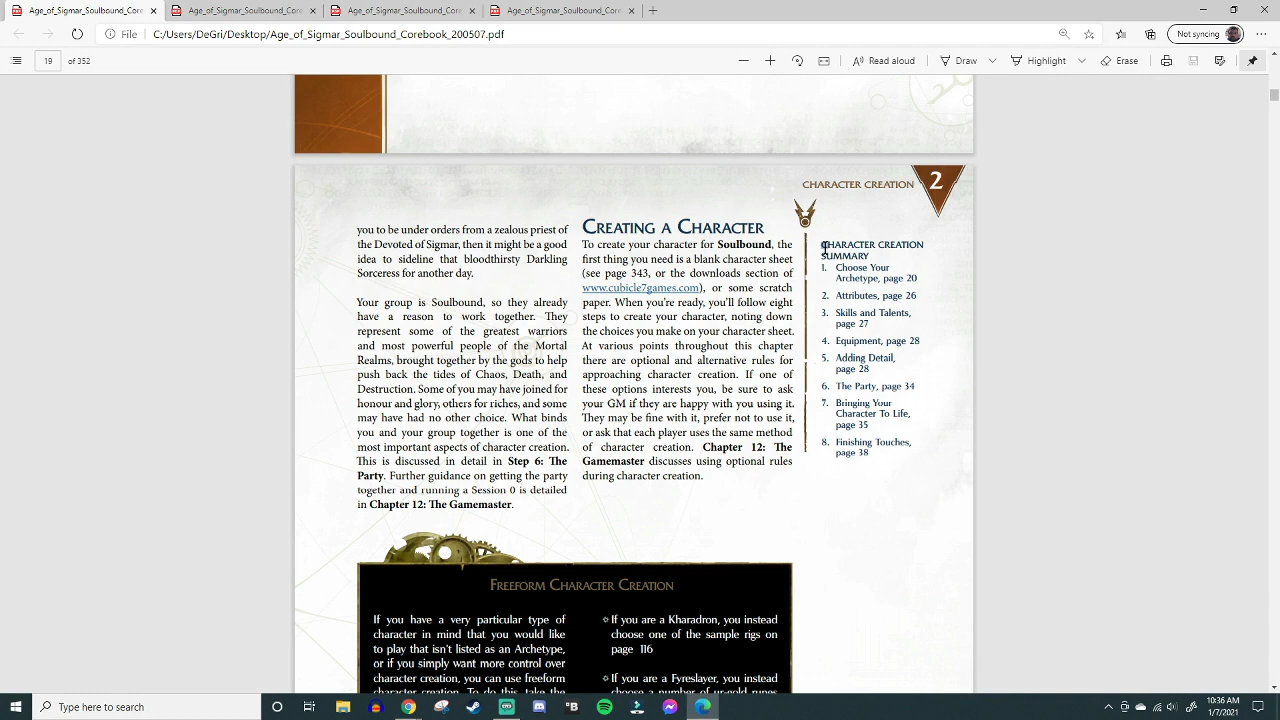 Age_of_Sigmar_Soulbound_Core
Age_of_Sigmar_Soulbound_Core
Age_of_Sigmar_Soulbound_Core
Age_of_Sigmar_Soulbound_Core
File
C:/Users/DeGri/Desktop/Age_of_Sigmar_Soulbound_Corebook_200507.pdf
Not syncing
19
of 352
Read aloud
Draw
Highlight
Erase
CHARACTER CREATION
2
you to be under orders from a zealous priest of
the Devoted of Sigmar, then it might be a good
idea to sideline that bloodthirsty Darkling
Sorceress for another day.
Your group is Soulbound, so they already
have a reason to work together. They
represent some of the greatest warriors
and most powerful people of the Mortal
Realms, brought together by the gods to help
push back the tides of Chaos, Death, and
Destruction. Some of you may have joined for
honour and glory, others for riches, and some
may have had no other choice. What binds
you and your group together is one of the
most important aspects of character creation.
This is discussed in detail in Step 6: The
Party. Further guidance on getting the party
together and running a Session 0 is detailed
in Chapter 12: The Gamemaster.
CREATING A CHARACTER
To create your character for Soulbound, the
first thing you need is a blank character sheet
(see page 343, or the downloads section of
www.cubicle7games.com), or some scratch
paper. When you're ready, you'll follow eight
steps to create your character, noting down
the choices you make on your character sheet.
At various points throughout this chapter
there are optional and alternative rules for
approaching character creation. If one of
these options interests you, be sure to ask
your GM if they are happy with you using it.
They may be fine with it, prefer not to use it,
or ask that each player uses the same method
of character creation. Chapter 12: The
Gamemaster discusses using optional rules
during character creation.
CHARACTER CREATION
SUMMARY
1. Choose Your
Archetype, page 20
2. Attributes, page 26
3. Skills and Talents,
page 27
4. Equipment, page 28
5. Adding Detail,
page 28
6. The Party, page 34
7. Bringing Your
Character To Life,
page 35
8. Finishing Touches,
page 38
FREEFORM CHARACTER CREATION
If you have a very particular type of
character in mind that you would like
to play that isn't listed as an Archetype,
or if you simply want more control over
character creation, you can use freeform
character creation. To do this, take the
If you are a Kharadron, you instead
choose one of the sample rigs on
page 116
If you are a Fyreslayer, you instead
choose a number of ur-gold runes
Type here to search
10:36 AM
1/7/2021